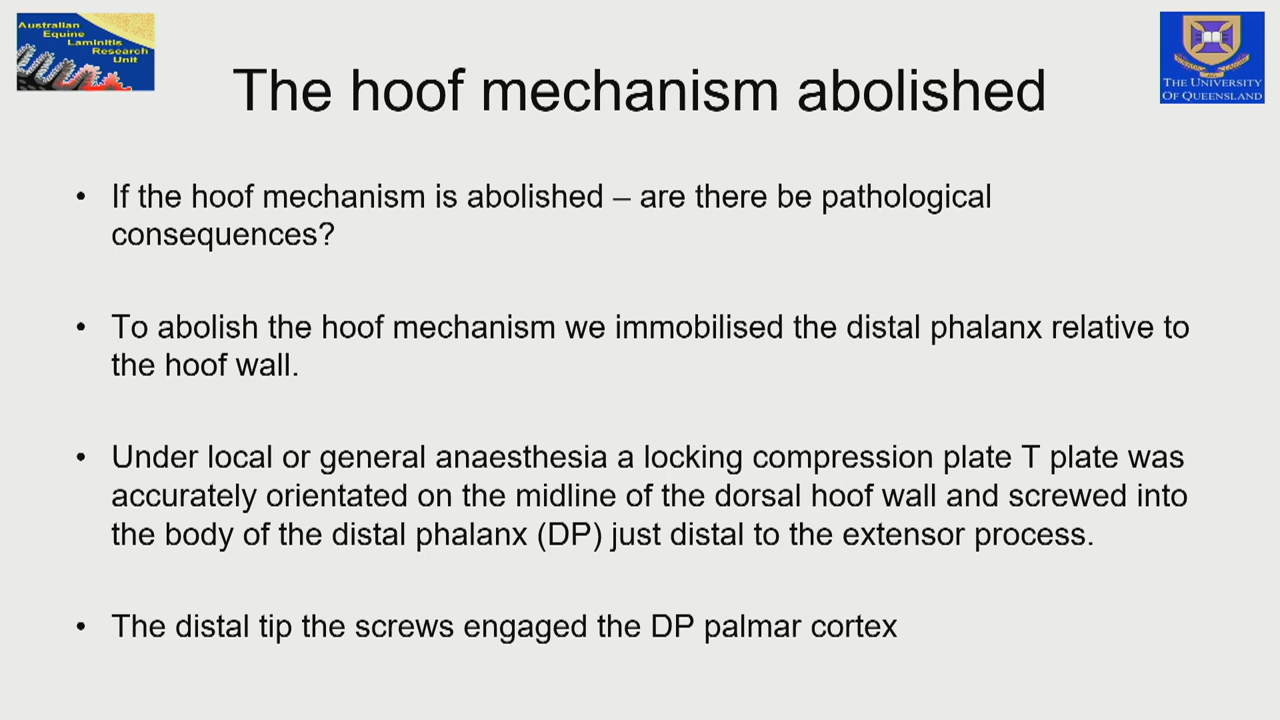 Australian
Equine
Laminitis
Research
Unit
THE UNIVERSITY
OF QUEENSLAND
The hoof mechanism abolished
• If the hoof mechanism is abolished – are there be pathological
consequences?
• To abolish the hoof mechanism we immobilised the distal phalanx relative to
the hoof wall.
• Under local or general anaesthesia a locking compression plate T plate was
accurately orientated on the midline of the dorsal hoof wall and screwed into
the body of the distal phalanx (DP) just distal to the extensor process.
• The distal tip the screws engaged the DP palmar cortex